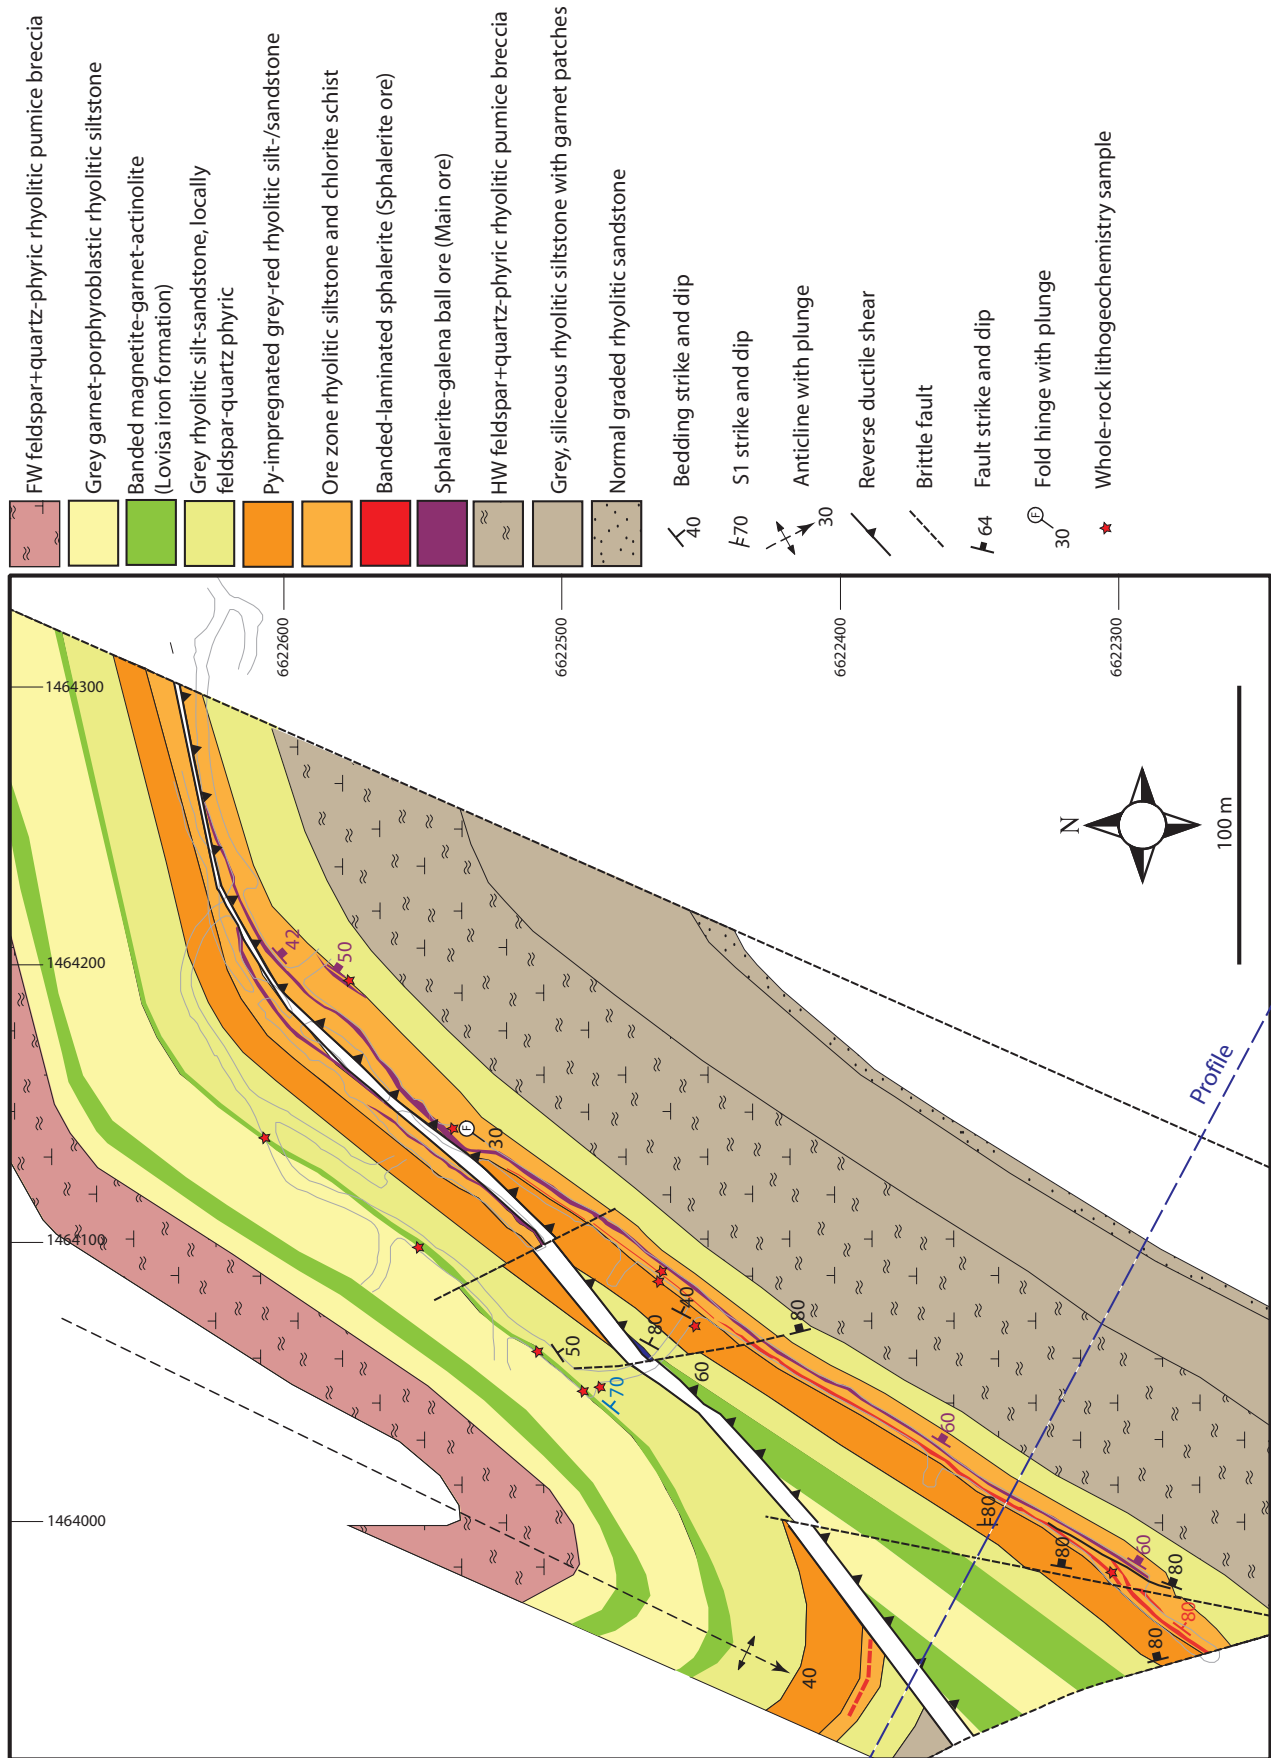 FW feldspar+quartz-phyric rhyolitic pumice breccia
Grey garnet-porphyroblastic rhyolitic siltstone
Banded magnetite-garnet-actinolite
(Lovisa iron formation)
Grey rhyolitic silt-sandstone, locally
feldspar-quartz phyric
Py-impregnated grey-red rhyolitic silt-/sandstone
Ore zone rhyolitic siltstone and chlorite schist
Banded-laminated sphalerite (Sphalerite ore)
Sphalerite-galena ball ore (Main ore)
HW feldspar+quartz-phyric rhyolitic pumice breccia
Grey, siliceous rhyolitic siltstone with garnet patches
Normal graded rhyolitic sandstone
40 Bedding strike and dip
70 S1 strike and dip
30 Anticline with plunge
Reverse ductile shear
Brittle fault
64 Fault strike and dip
F 30 Fold hinge with plunge
Whole-rock lithogeochemistry sample
1464300
1464200
1464100
1464000
6622600
6622500
6622400
6622300
42
50
F
30
50
70
80
40
60
80
60
80
80
60
80
80
80
40
Profile
N
100 m